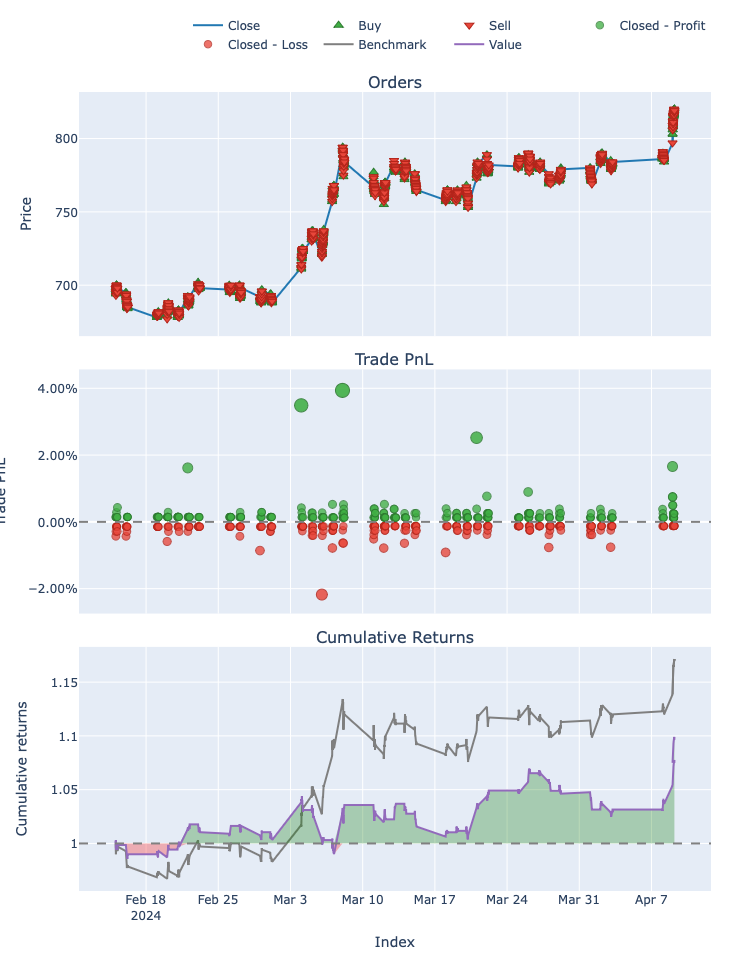 Close Buy Sell Closed - Profit
Closed - Loss Benchmark Value
Orders
800
750
700
Price
Trade PnL
4.00%
2.00%
0.00%
−2.00%
Trade PnL
Cumulative Returns
1.15
1.1
1.05
1
Cumulative returns
Feb 18 Feb 25 Mar 3 Mar 10 Mar 17 Mar 24 Mar 31 Apr 7
2024
Index